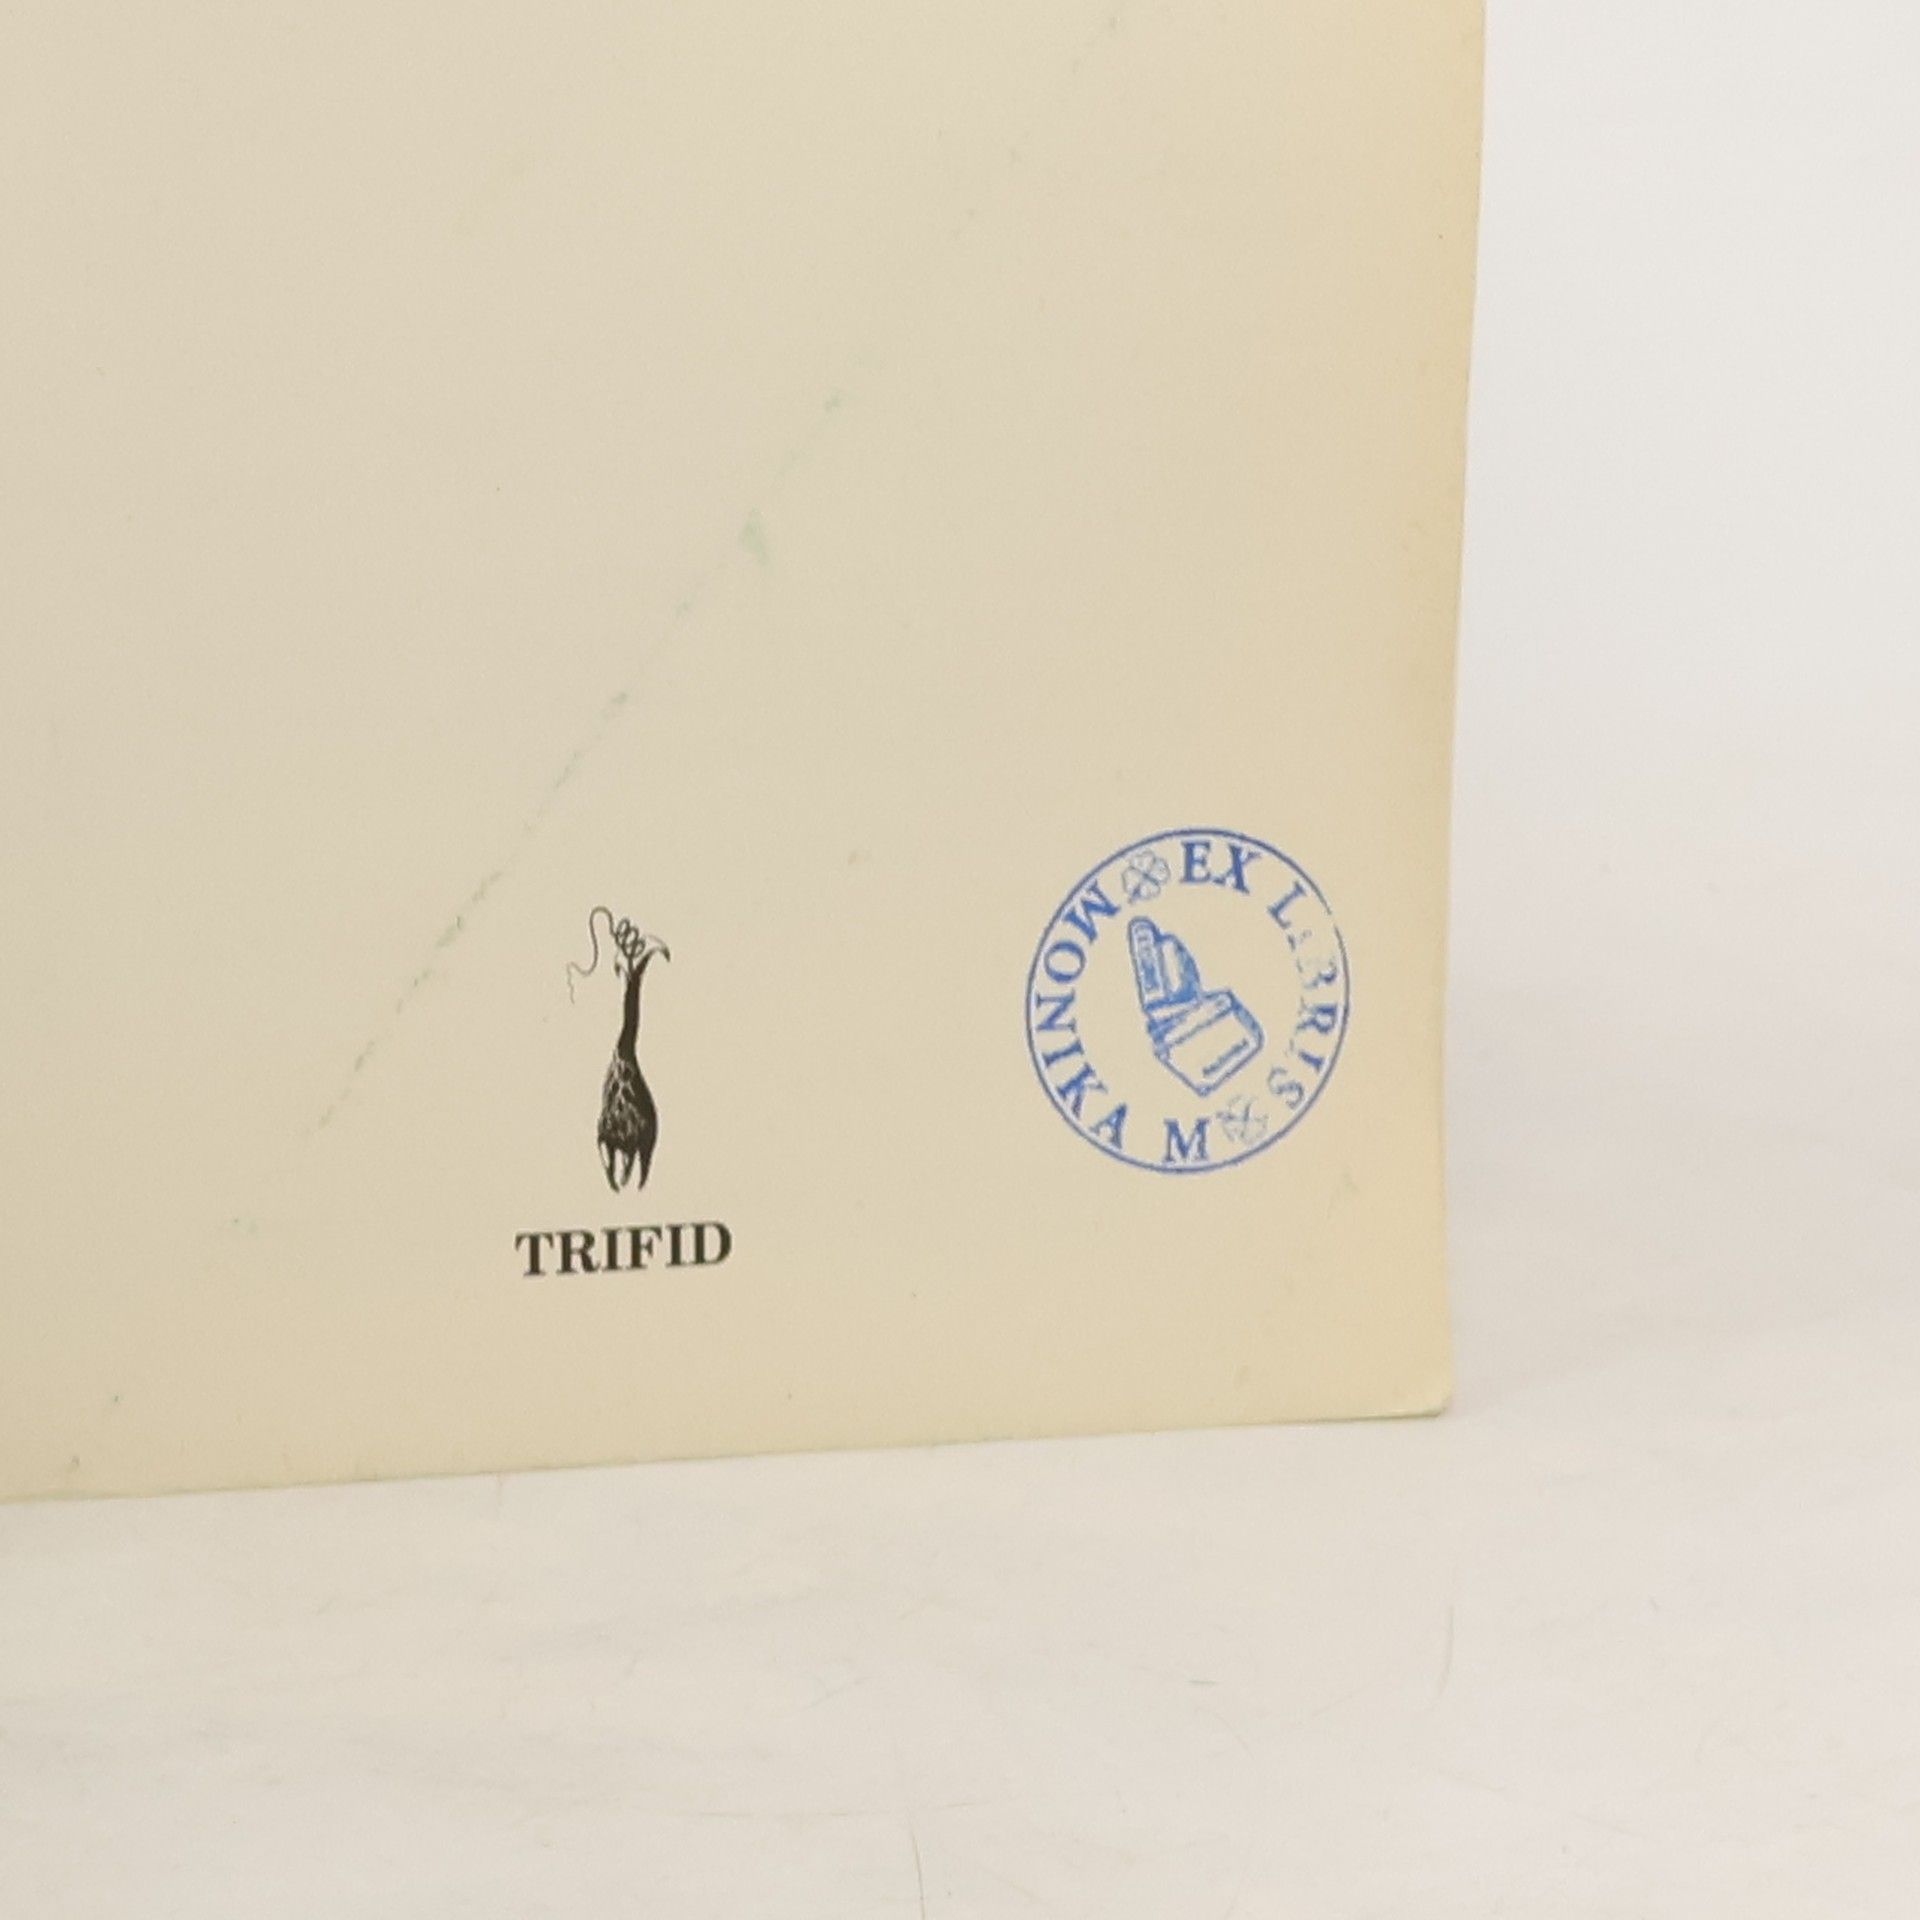 TRIFID
EX LIBRIS
MONIKA M